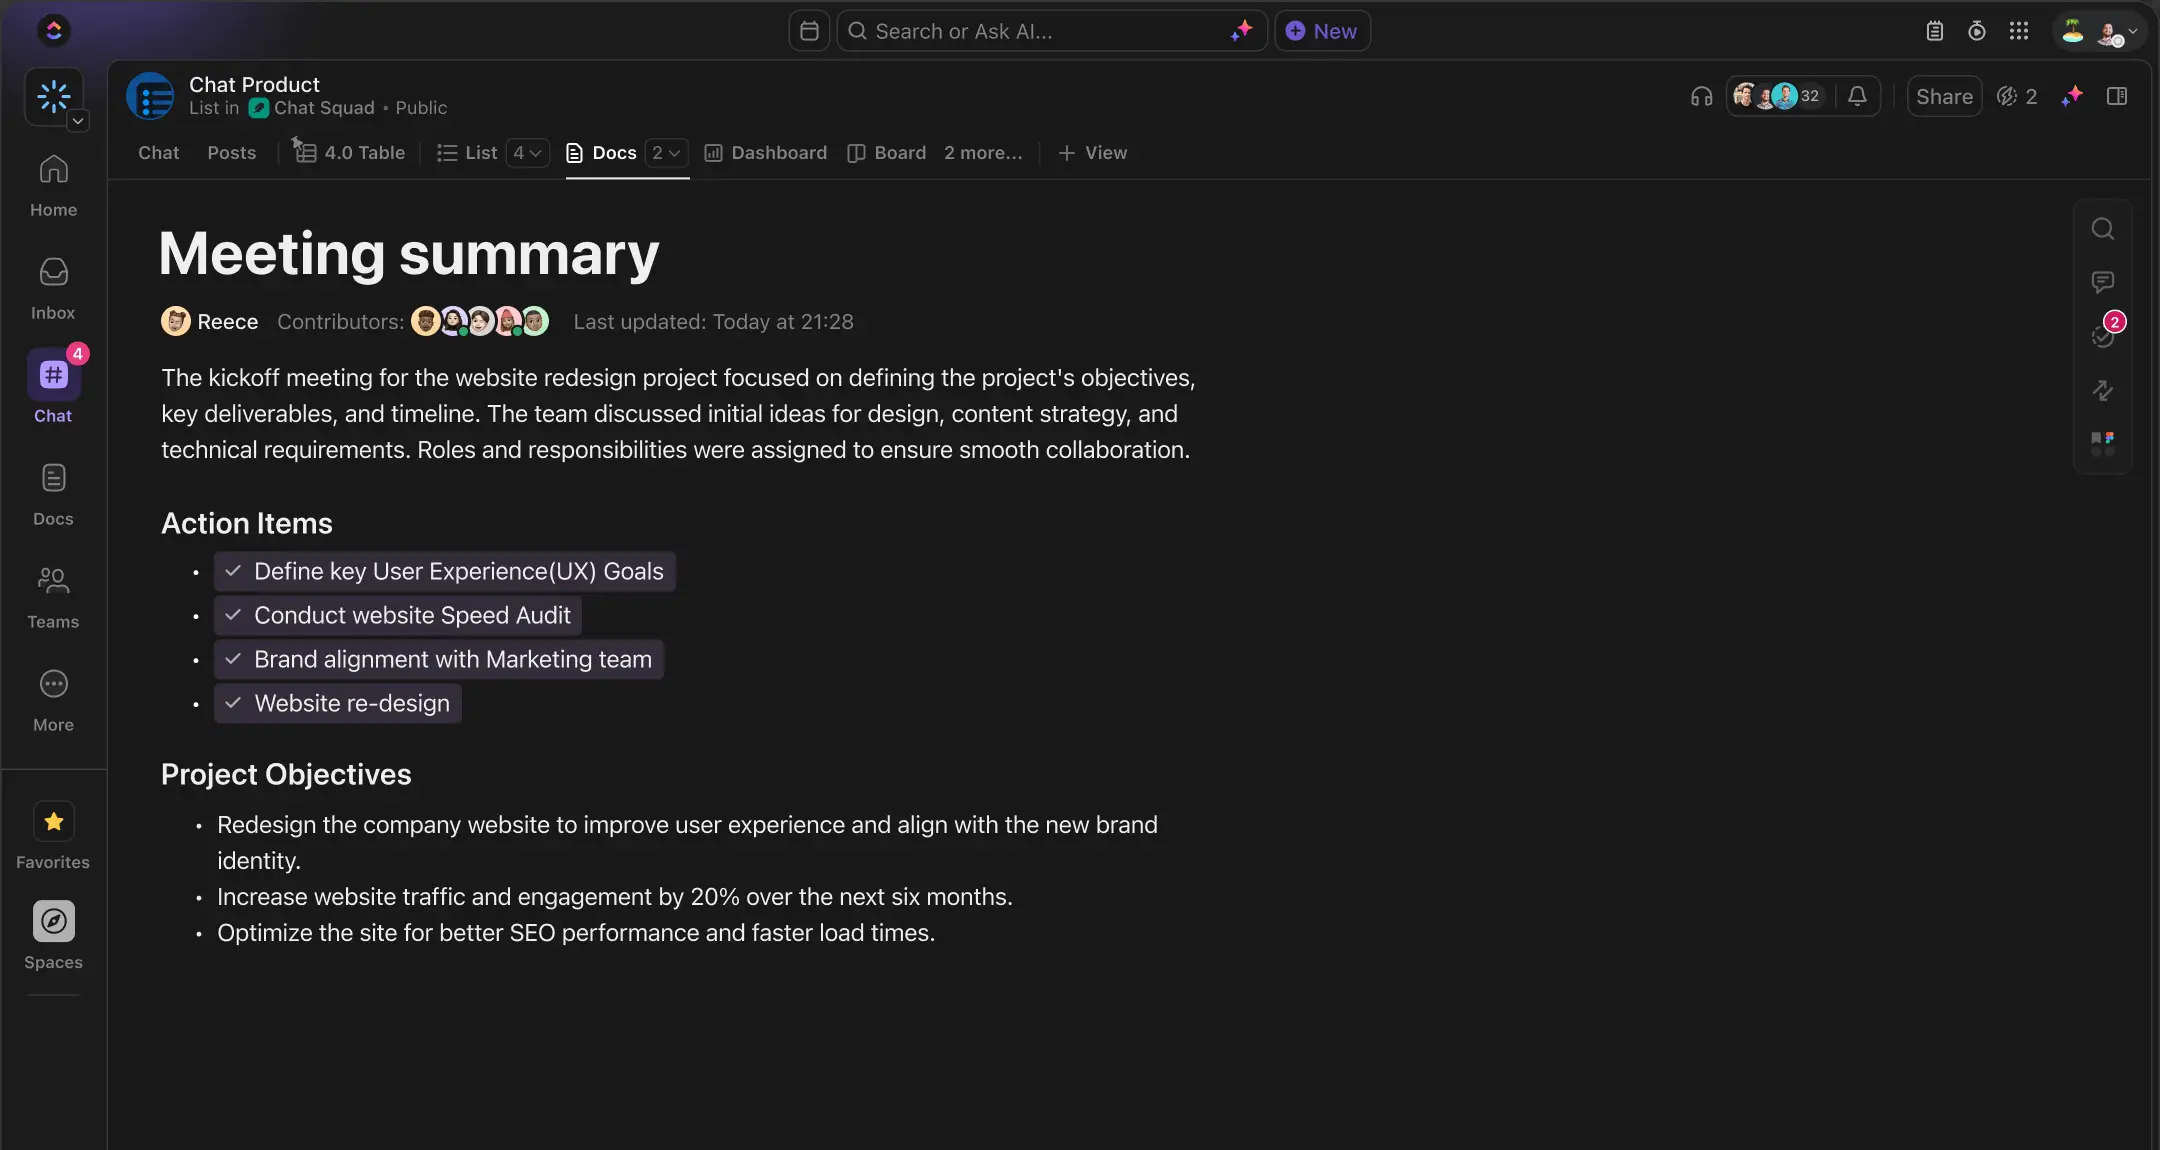 Search or Ask AI...
New
Chat Product
List in Chat Squad • Public
32
Share
2
Chat
Posts
4.0 Table
List
4
Docs
2
Dashboard
Board
2 more...
View
Home
Inbox
4
Chat
Docs
Teams
More
Favorites
Spaces
Meeting summary
Reece
Contributors:
Last updated: Today at 21:28
The kickoff meeting for the website redesign project focused on defining the project's objectives,
key deliverables, and timeline. The team discussed initial ideas for design, content strategy, and
technical requirements. Roles and responsibilities were assigned to ensure smooth collaboration.
Action Items
• Define key User Experience(UX) Goals
• Conduct website Speed Audit
• Brand alignment with Marketing team
• Website re-design
Project Objectives
• Redesign the company website to improve user experience and align with the new brand
identity.
• Increase website traffic and engagement by 20% over the next six months.
• Optimize the site for better SEO performance and faster load times.
2